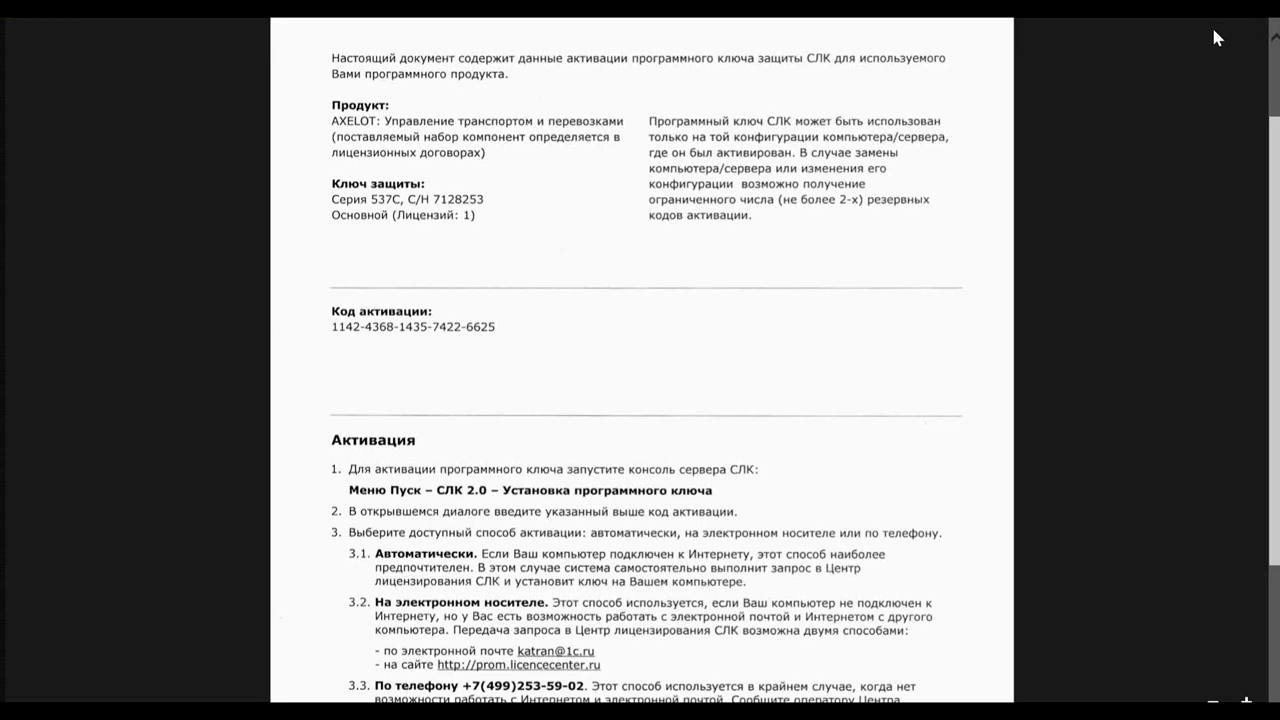 Настоящий документ содержит данные активации программного ключа защиты СЛК для используемого
Вами программного продукта.
Продукт:
AXELOT: Управление транспортом и перевозками
(поставляемый набор компонент определяется в
лицензионных договорах)
Ключ защиты:
Серия 537C, С/Н 7128253
Основной (Лицензий: 1)
Программный ключ СЛК может быть использован
только на той конфигурации компьютера/сервера,
где он был активирован. В случае замены
компьютера/сервера или изменения его
конфигурации возможно получение
ограниченного числа (не более 2-х) резервных
кодов активации.
Код активации:
1142-4368-1435-7422-6625
Активация
1. Для активации программного ключа запустите консоль сервера СЛК:
Меню Пуск – СЛК 2.0 – Установка программного ключа
2. В открывшемся диалоге введите указанный выше код активации.
3. Выберите доступный способ активации: автоматически, на электронном носителе или по телефону.
3.1. Автоматически. Если Ваш компьютер подключен к Интернету, этот способ наиболее
предпочтителен. В этом случае система самостоятельно выполнит запрос в Центр
лицензирования СЛК и установит ключ на Вашем компьютере.
3.2. На электронном носителе. Этот способ используется, если Ваш компьютер не подключен к
Интернету, но у Вас есть возможность работать с электронной почтой и Интернетом с другого
компьютера. Передача запроса в Центр лицензирования СЛК возможна двумя способами:
- по электронной почте katran@1c.ru
- на сайте http://prom.licencecenter.ru
3.3. По телефону +7(499)253-59-02. Этот способ используется в крайнем случае, когда нет
возможности работать с Интернетом и электронной почтой. Сообщите оператору Центра